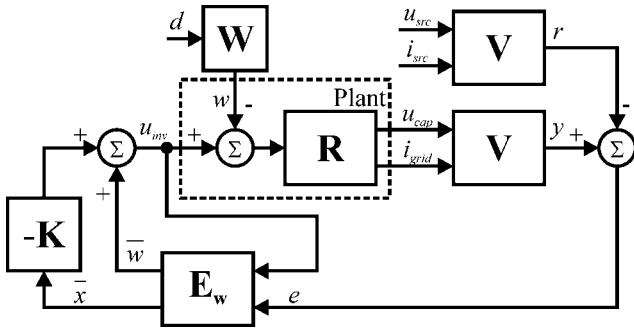 d
W
u_src
i_src
V
r
w
-
Plant
-
+
Σ
u_inv
+
Σ
R
u_cap
i_grid
V
y
+
Σ
+
-K
w̅
E_w
x̅
e